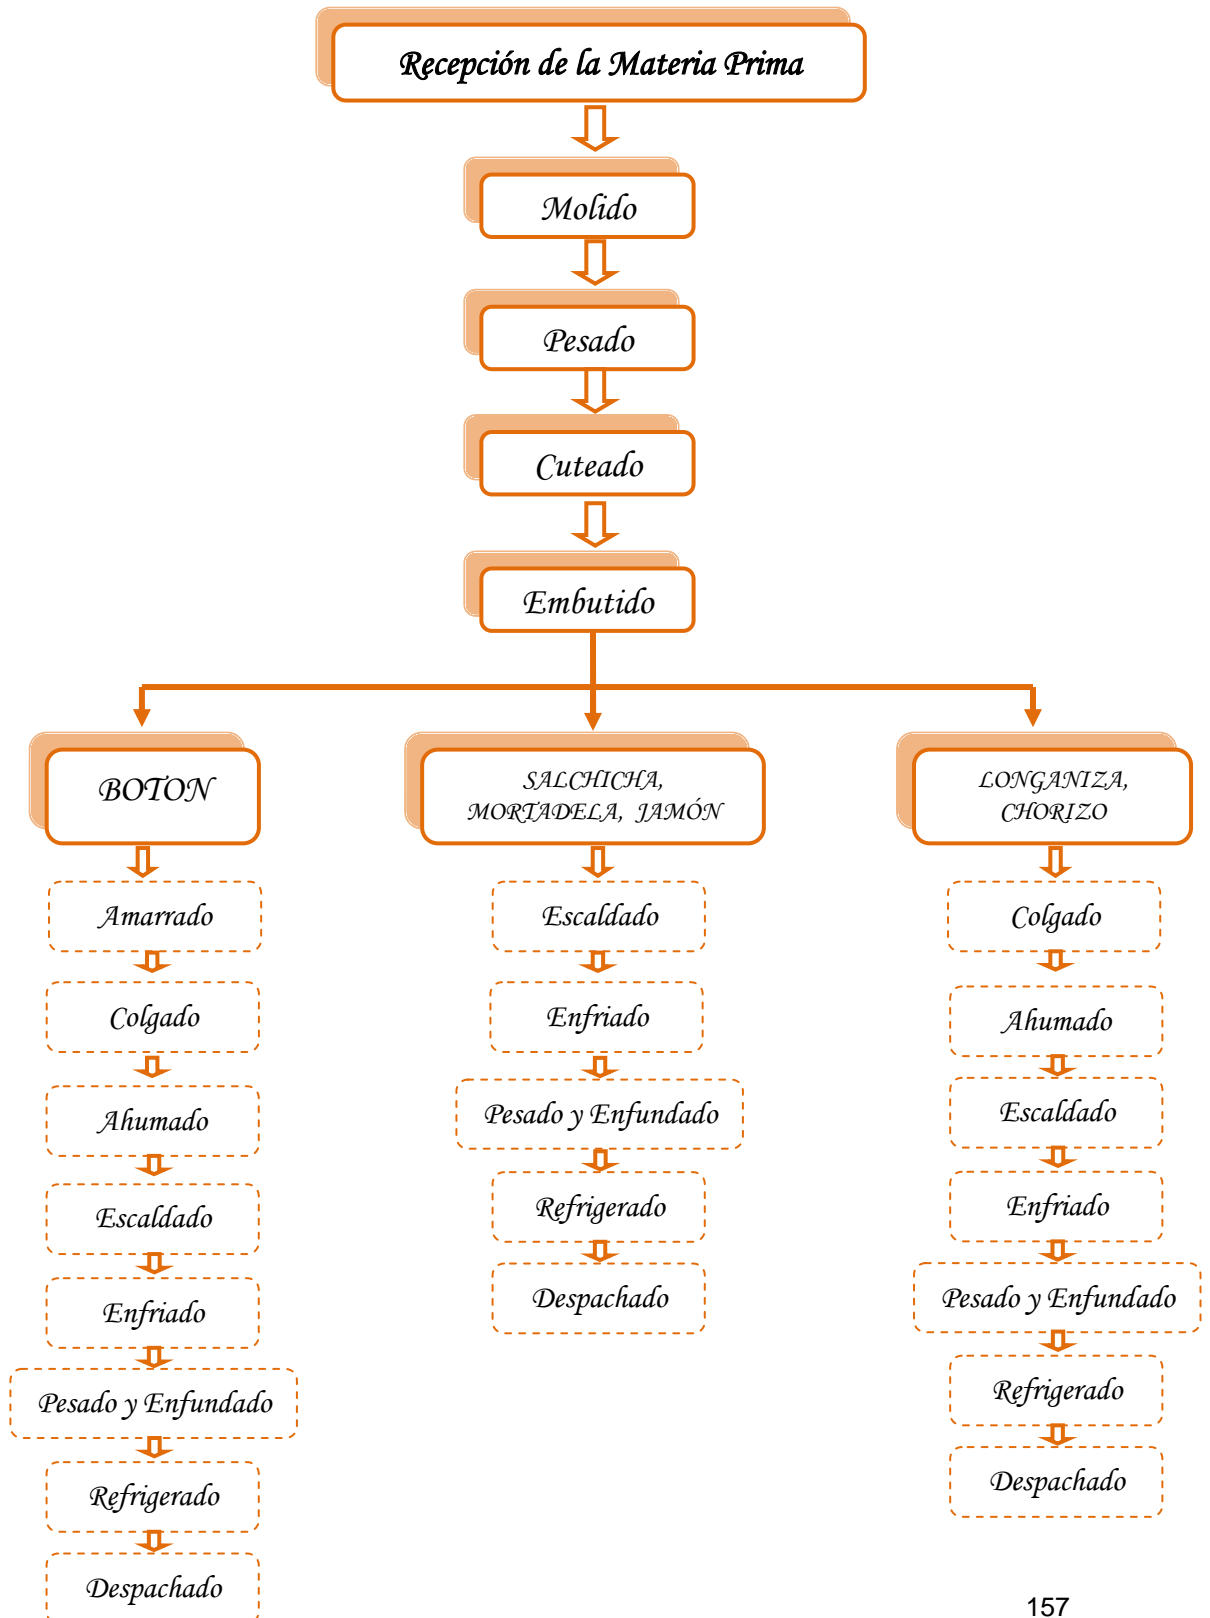 Recepción de la Materia Prima
Molido
Pesado
Cuteado
Embutido
BOTON
Amarrado
Colgado
Ahumado
Escaldado
Enfriado
Pesado y Enfundado
Refrigerado
Despachado
SALCHICHA,
MORTADELA, JAMÓN
Escaldado
Enfriado
Pesado y Enfundado
Refrigerado
Despachado
LONGANIZA,
CHORIZO
Colgado
Ahumado
Escaldado
Enfriado
Pesado y Enfundado
Refrigerado
Despachado
157